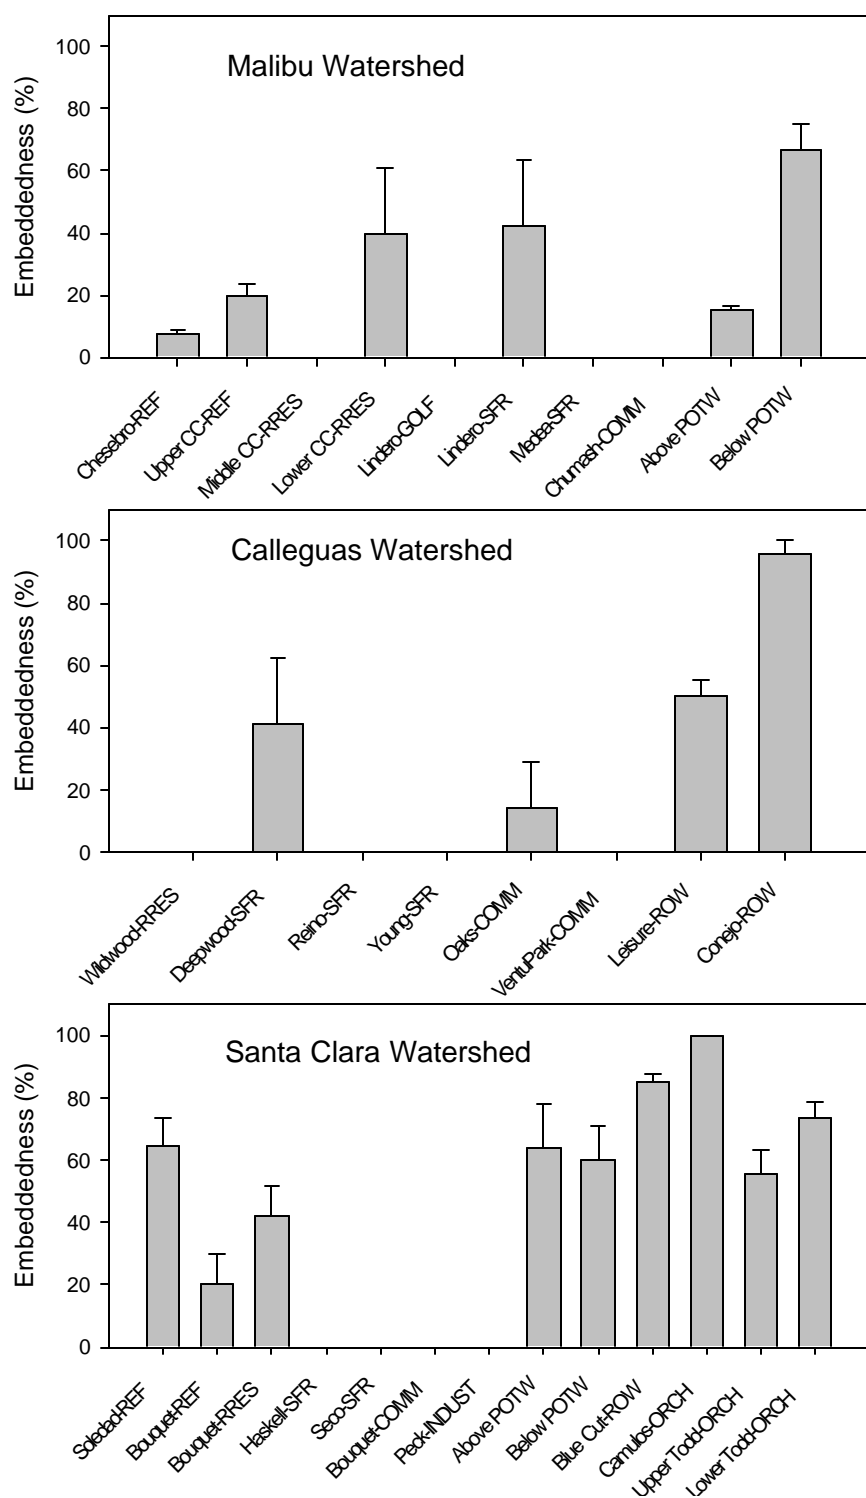 Malibu Watershed
Embeddedness (%)
100
80
60
40
20
0
Chesebro-REF
Upper CC-REF
Middle CC-RRES
Lower CC-RRES
Lindero-GOLF
Lindero-SFR
Medea-SFR
Chumash-COMM
Above POTW
Below POTW
Calleguas Watershed
Embeddedness (%)
100
80
60
40
20
0
Wildwood-RRES
Deepwood-SFR
Reino-SFR
Young-SFR
Oaks-COMM
VentuPark-COMM
Leisure-ROW
Conejo-ROW
Santa Clara Watershed
Embeddedness (%)
100
80
60
40
20
0
Soledad-REF
Bouquet-REF
Bouquet-RRES
Haskell-SFR
Seco-SFR
Bouquet-COMM
Peck-INDUST
Above POTW
Below POTW
Blue Cut-ROW
Camulos-ORCH
Upper Todd-ORCH
Lower Todd-ORCH